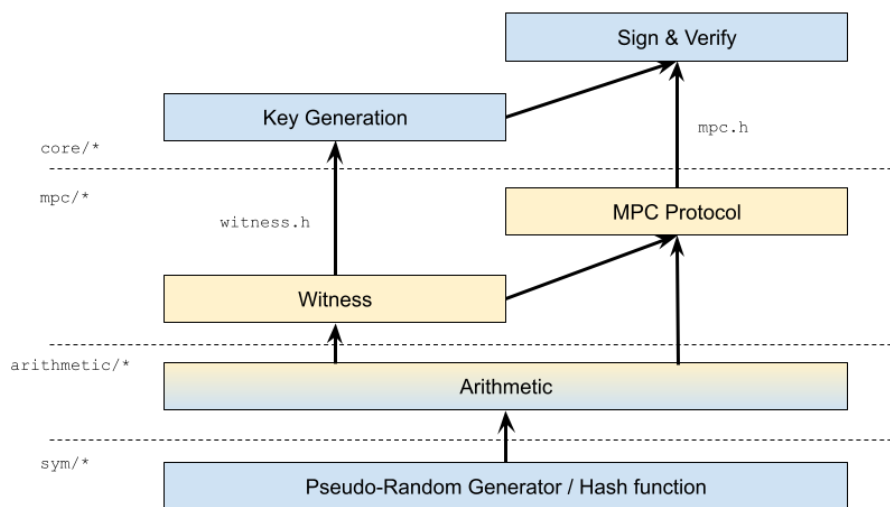 Sign & Verify
Key Generation
mpc.h
core/*
mpc/*
MPC Protocol
witness.h
Witness
arithmetic/*
Arithmetic
sym/*
Pseudo-Random Generator / Hash function